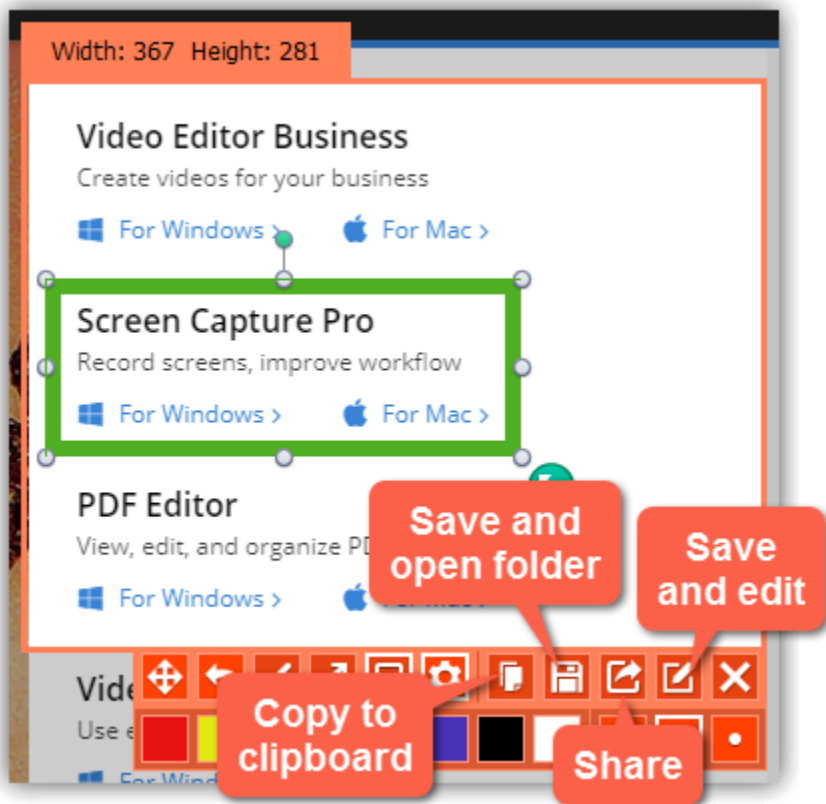 Width: 367 Height: 281
Video Editor Business
Create videos for your business
For Windows >
For Mac >
Screen Capture Pro
Record screens, improve workflow
For Windows > For Mac >
PDF Editor
View, edit, and organize
Save and
open folder
Save
and edit
For Windows >
Copy to
clipboard
Share
Use
For